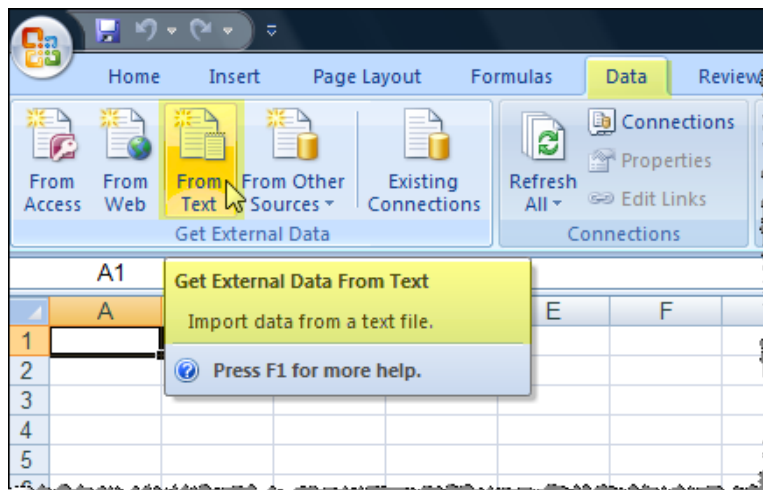 Home Insert Page Layout Formulas Data Review
From Access
From Web
From Text
From Other Sources
Existing Connections
Refresh All
Connections
Properties
Edit Links
Get External Data
Connections
A1
Get External Data From Text
Import data from a text file.
Press F1 for more help.
A E F
1
2
3
4
5